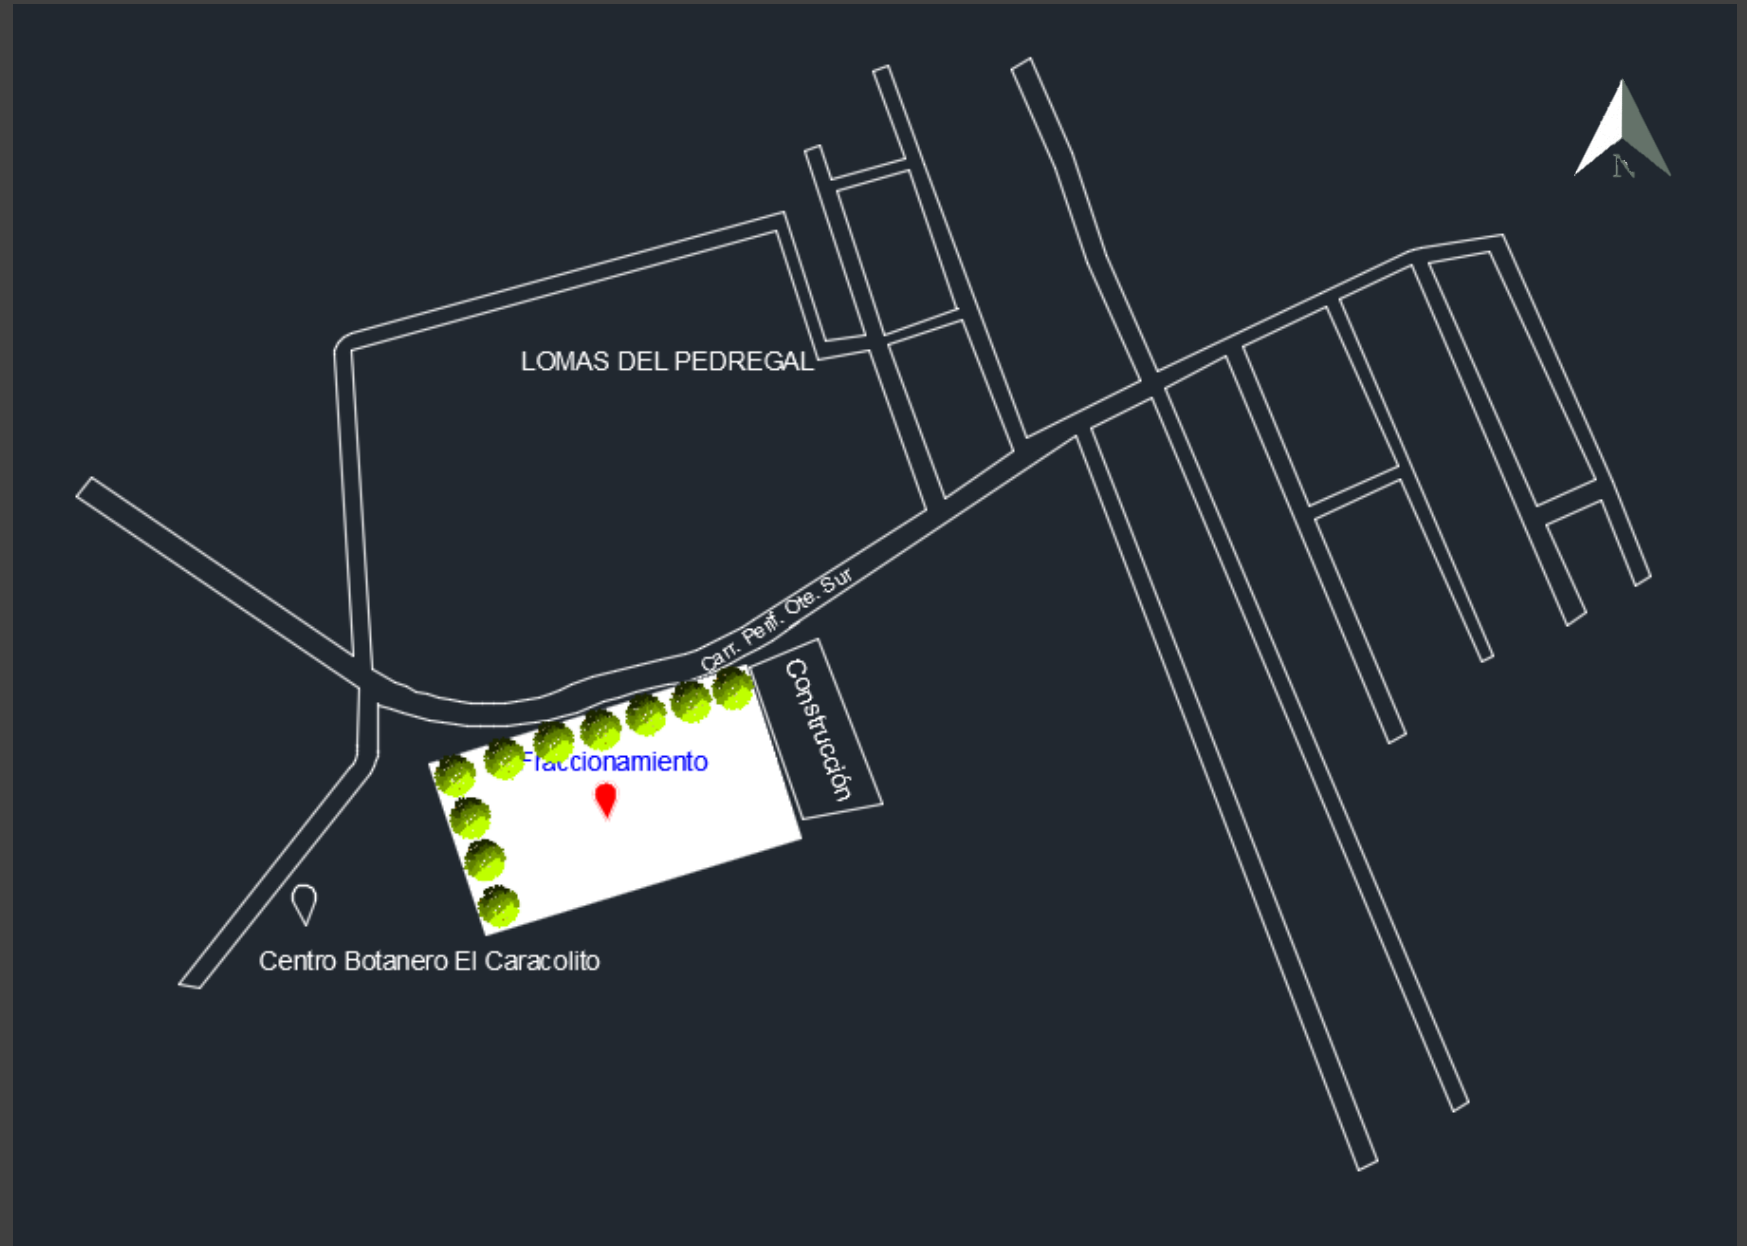 N
LOMAS DEL PEDREGAL
Carr. Perif. Ote. Sur
Construcción
Fraccionamiento
Centro Botanero El Caracolito